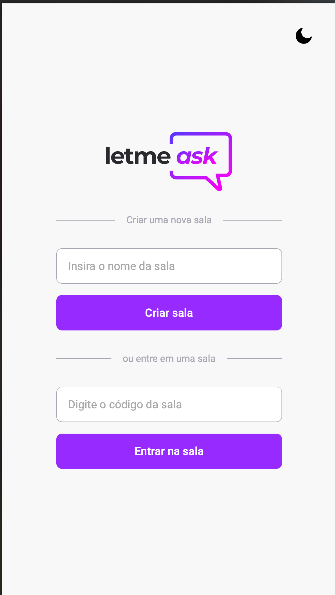 letme ask
Criar uma nova sala
Insira o nome da sala
Criar sala
ou entre em uma sala
Digite o código da sala
Entrar na sala